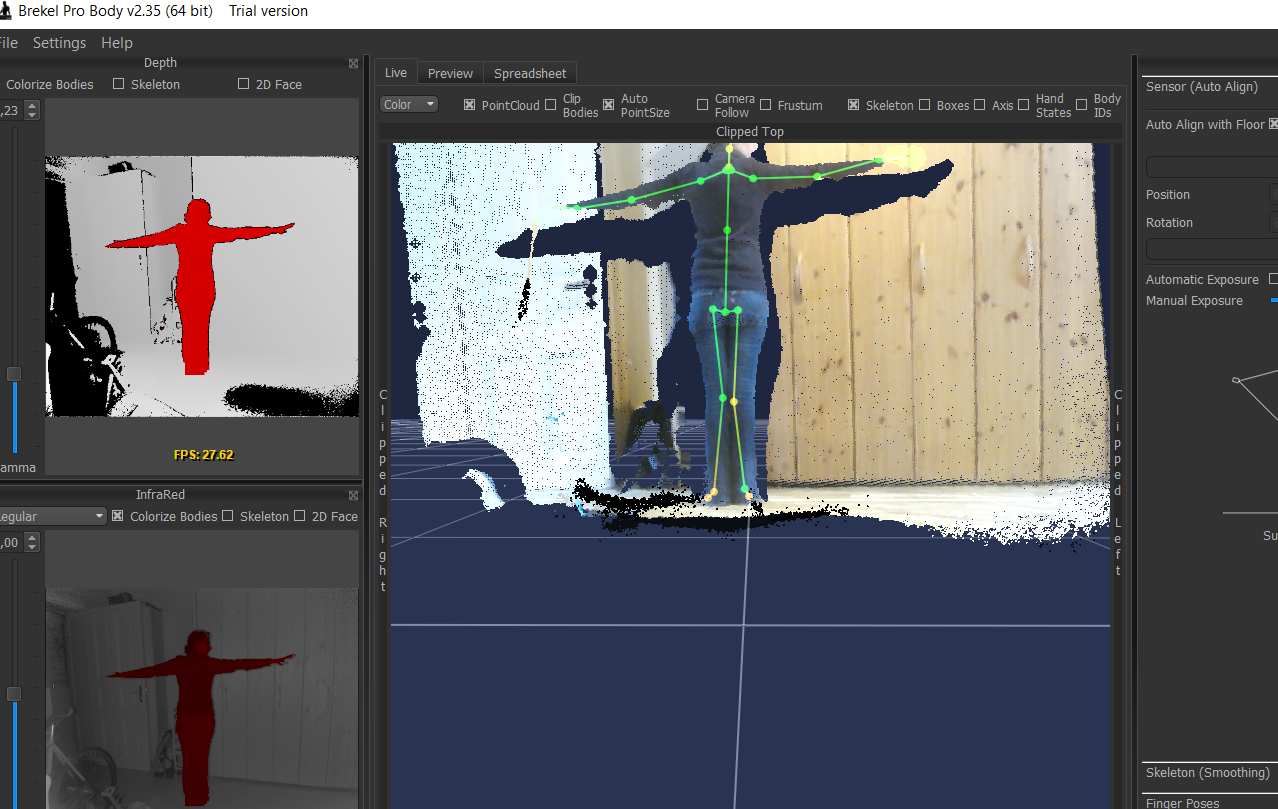 Brekel Pro Body v2.35 (64 bit) Trial version
File Settings Help
Depth
Colorize Bodies Skeleton 2D Face
,23
FPS: 27.62
amma
InfraRed
egular Colorize Bodies Skeleton 2D Face
,00
Live Preview Spreadsheet
Color PointCloud Clip Bodies Auto PointSize Camera Follow Frustum Skeleton Boxes Axis Hand States Body IDs
Clipped Top
Clipped Right
Clipped Left
Sensor (Auto Align)
Auto Align with Floor
Position
Rotation
Automatic Exposure
Manual Exposure
Su
Skeleton (Smoothing)
Finger Poses